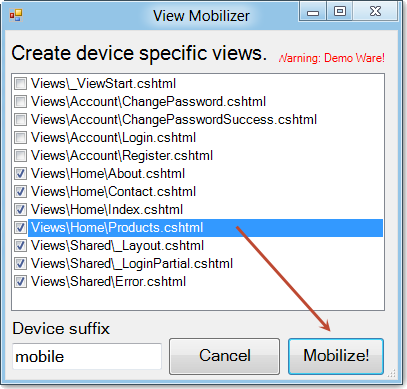 View Mobilizer
Create device specific views. Warning: Demo Ware!
Views\_ViewStart.cshtml
Views\Account\ChangePassword.cshtml
Views\Account\ChangePasswordSuccess.cshtml
Views\Account\Login.cshtml
Views\Account\Register.cshtml
Views\Home\About.cshtml
Views\Home\Contact.cshtml
Views\Home\Index.cshtml
Views\Home\Products.cshtml
Views\Shared\_Layout.cshtml
Views\Shared\_LoginPartial.cshtml
Views\Shared\Error.cshtml
Device suffix
mobile Cancel Mobilize!